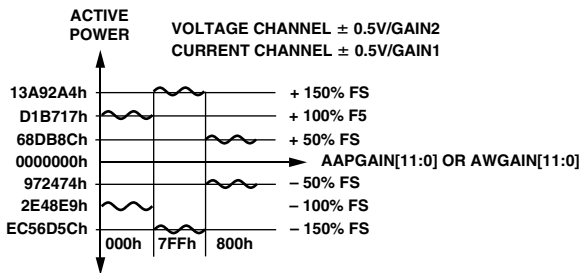 ACTIVE
POWER
VOLTAGE CHANNEL ± 0.5V/GAIN2
CURRENT CHANNEL ± 0.5V/GAIN1
13A92A4h
+ 150% FS
D1B717h
+ 100% F5
68DB8Ch
+ 50% FS
0000000h
AAPGAIN[11:0] OR AWGAIN[11:0]
972474h
– 50% FS
2E48E9h
– 100% FS
EC56D5Ch
– 150% FS
000h 7FFh 800h